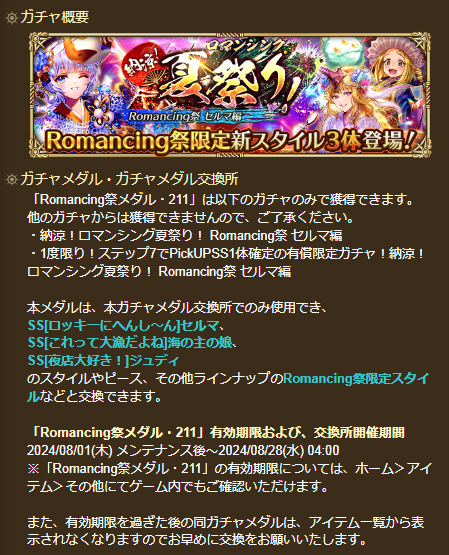 ガチャ概要
納涼!
ロマンシング
夏祭り!
Romancing祭 セルマ編
Romancing祭限定新スタイル3体登場!
ガチャメダル・ガチャメダル交換所
「Romancing祭メダル・211」は以下のガチャのみで獲得できます。
他のガチャからは獲得できませんので、ご了承ください。
・納涼!ロマンシング夏祭り! Romancing祭 セルマ編
・1度限り!ステップ7でPickUPSS1体確定の有償限定ガチャ!納涼!
ロマンシング夏祭り! Romancing祭 セルマ編
本メダルは、本ガチャメダル交換所でのみ使用でき、
SS[ロッキーにへんし～ん]セルマ、
SS[これって大漁だよね]海の主の娘、
SS[夜店大好き!]ジュディ
のスタイルやピース、その他ラインナップのRomancing祭限定スタイ
ルなどと交換できます。
「Romancing祭メダル・211」有効期限および、交換所開催期間
2024/08/01(木) メンテナンス後～2024/08/28(水) 04:00
※「Romancing祭メダル・211」の有効期限については、ホーム＞アイ
テム＞その他にてゲーム内でもご確認いただけます。
また、有効期限を過ぎた後の同ガチャメダルは、アイテム一覧から表
示されなくなりますのでお早めに交換をお願いいたします。